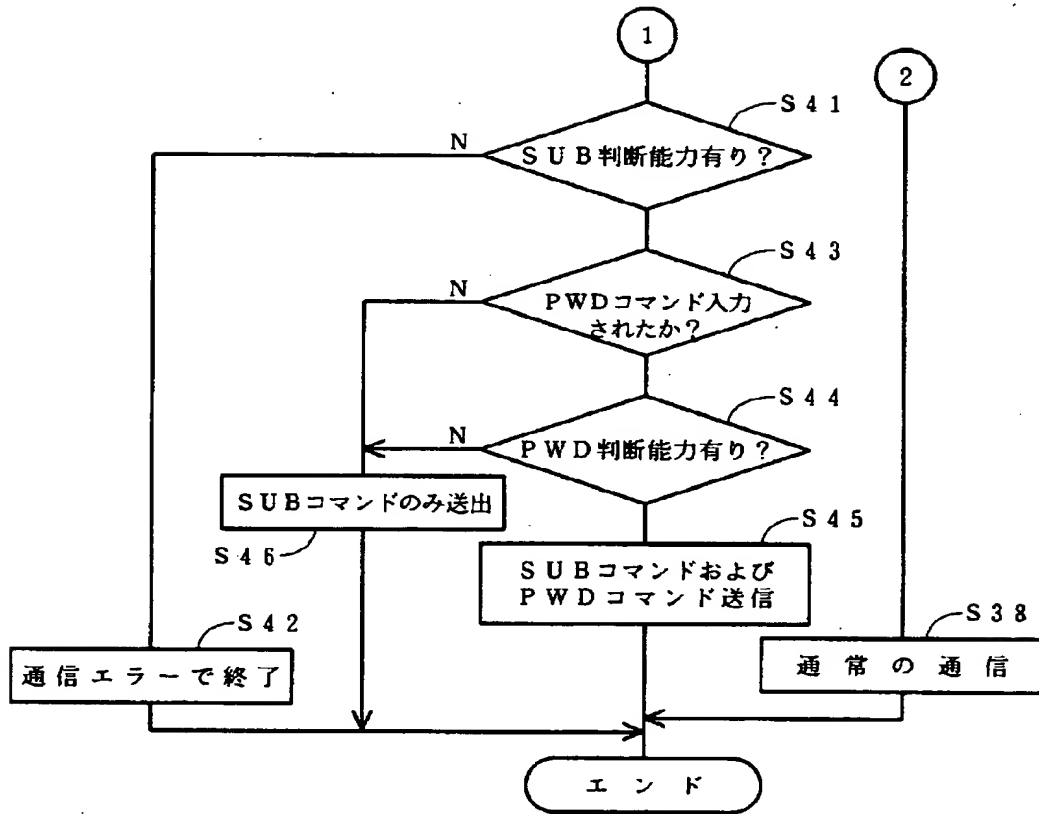 1
2
S41
N
SUB判断能力有り?
S43
N
PWDコマンド入力
されたか?
S44
N
PWD判断能力有り?
SUBコマンドのみ送出
S46
S45
SUBコマンドおよび
PWDコマンド送信
S42
通信エラーで終了
S38
通常の通信
エンド